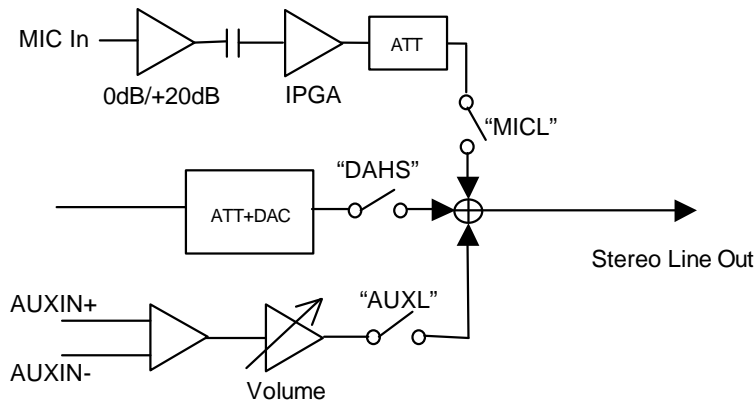 MIC In
0dB/+20dB
IPGA
ATT
“MICL”
“DAHS”
ATT+DAC
Stereo Line Out
AUXIN+
AUXIN-
Volume
“AUXL”